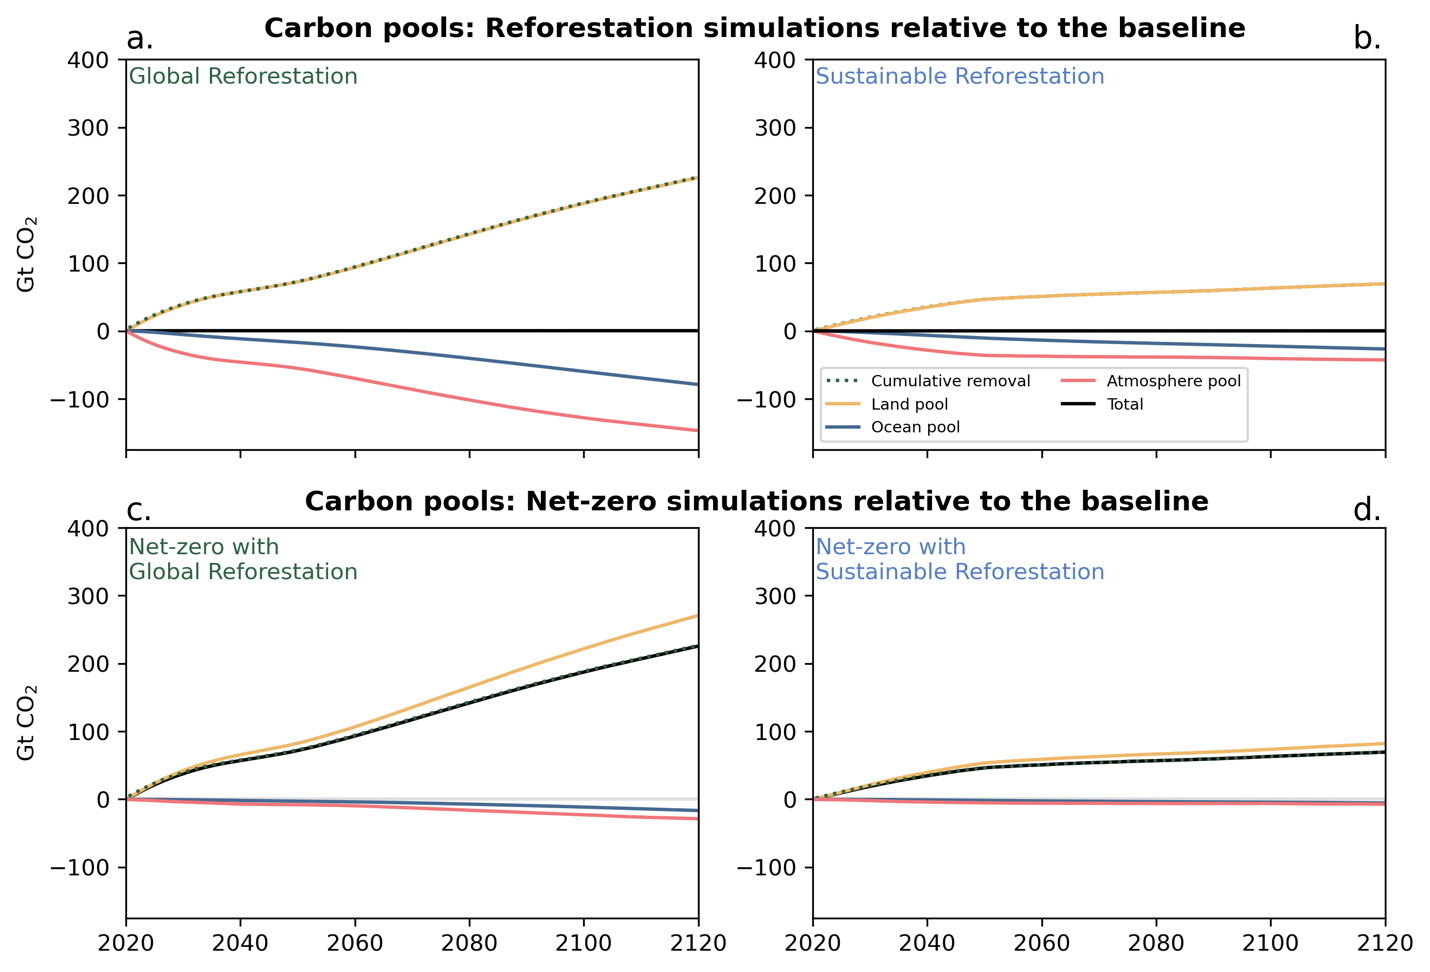 Carbon pools: Reforestation simulations relative to the baseline
a.
b.
Global Reforestation
Sustainable Reforestation
400
300
200
100
0
−100
Gt CO₂
400
300
200
100
0
−100
Cumulative removal
Land pool
Ocean pool
Atmosphere pool
Total
Carbon pools: Net-zero simulations relative to the baseline
c.
d.
Net-zero with
Global Reforestation
Net-zero with
Sustainable Reforestation
400
300
200
100
0
−100
Gt CO₂
400
300
200
100
0
−100
2020 2040 2060 2080 2100 2120
2020 2040 2060 2080 2100 2120